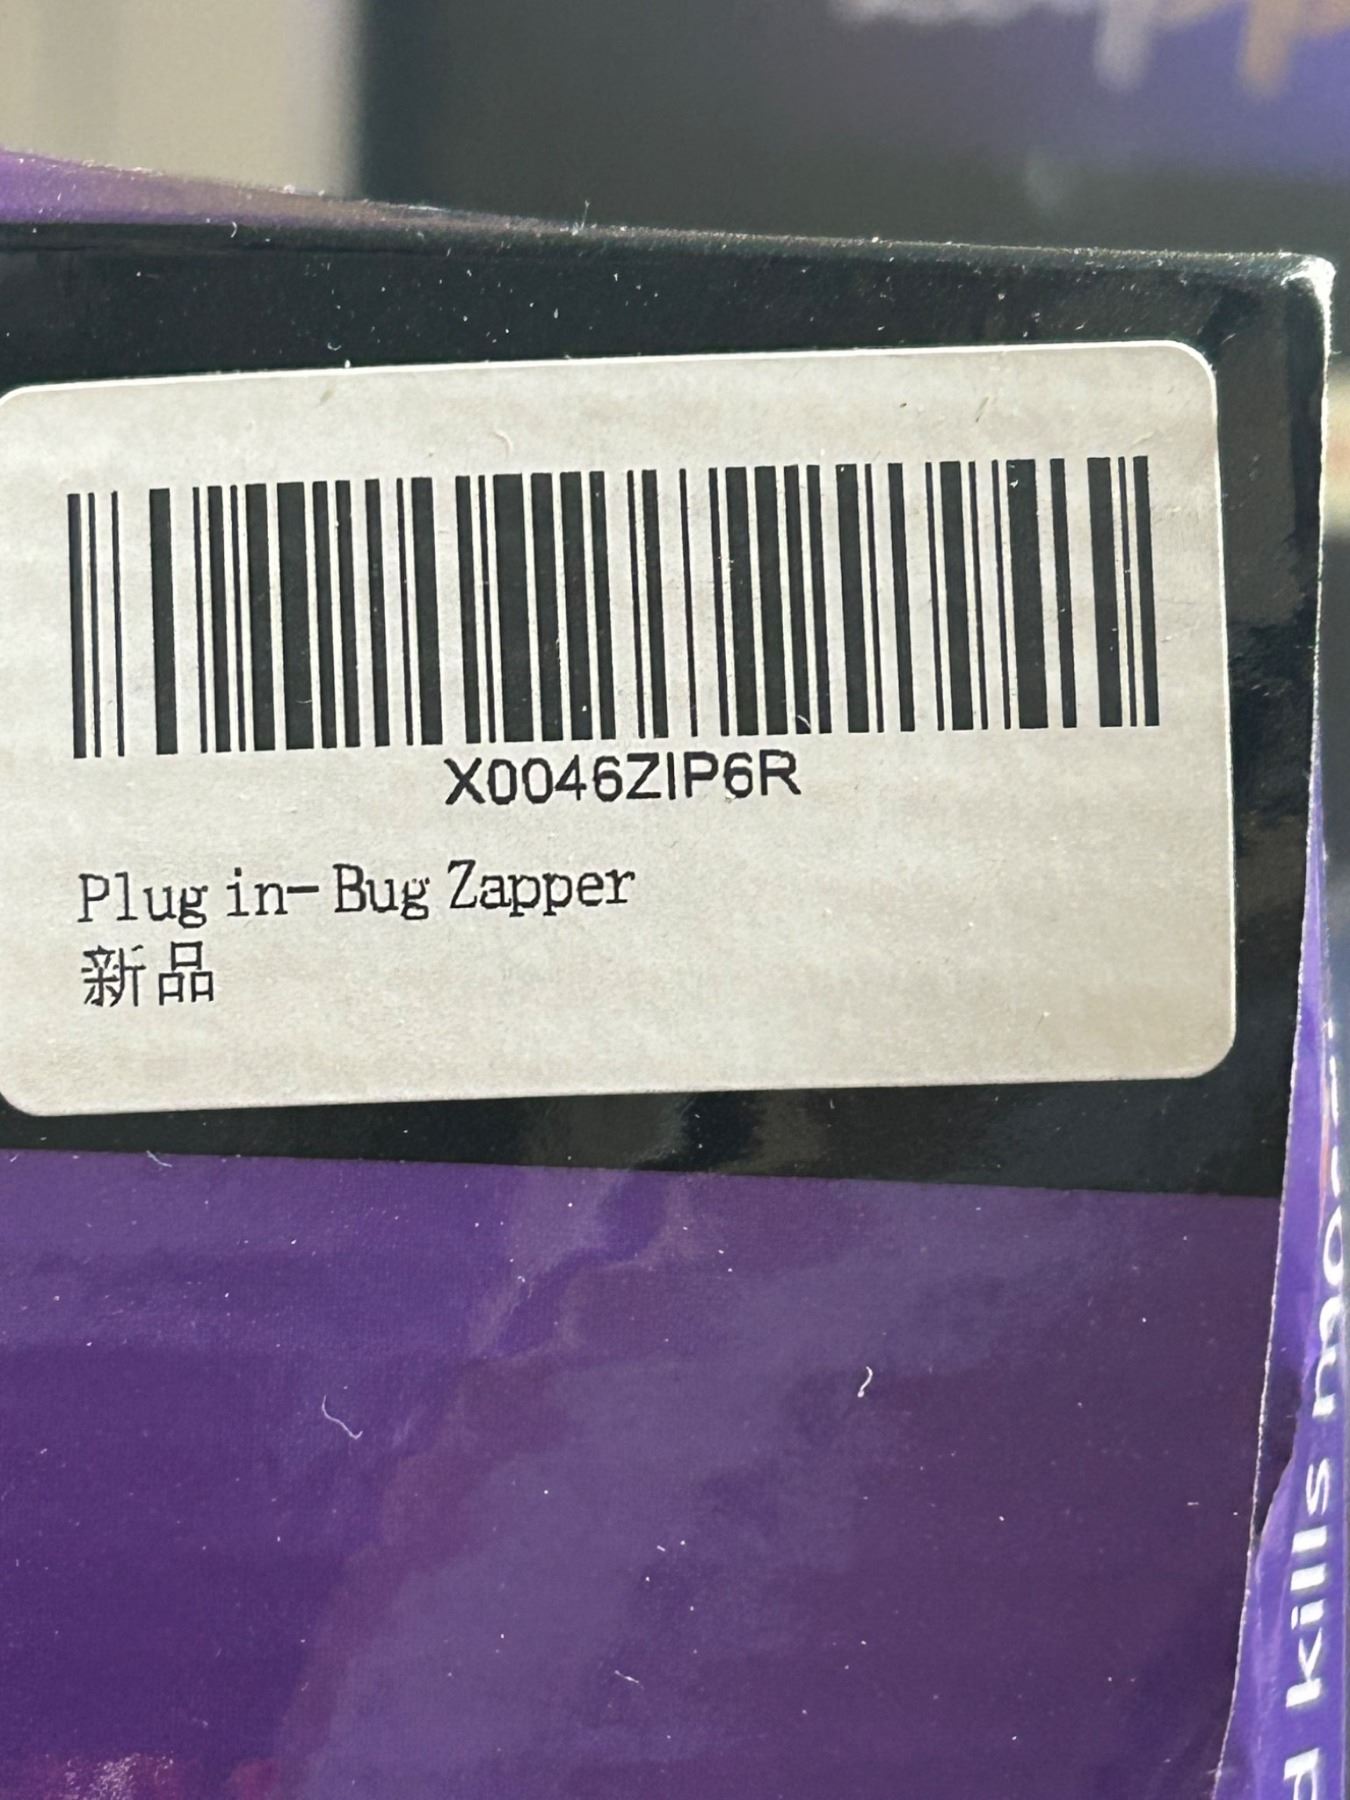 X0046ZIP6R
Plug in- Bug Zapper
新品
kills